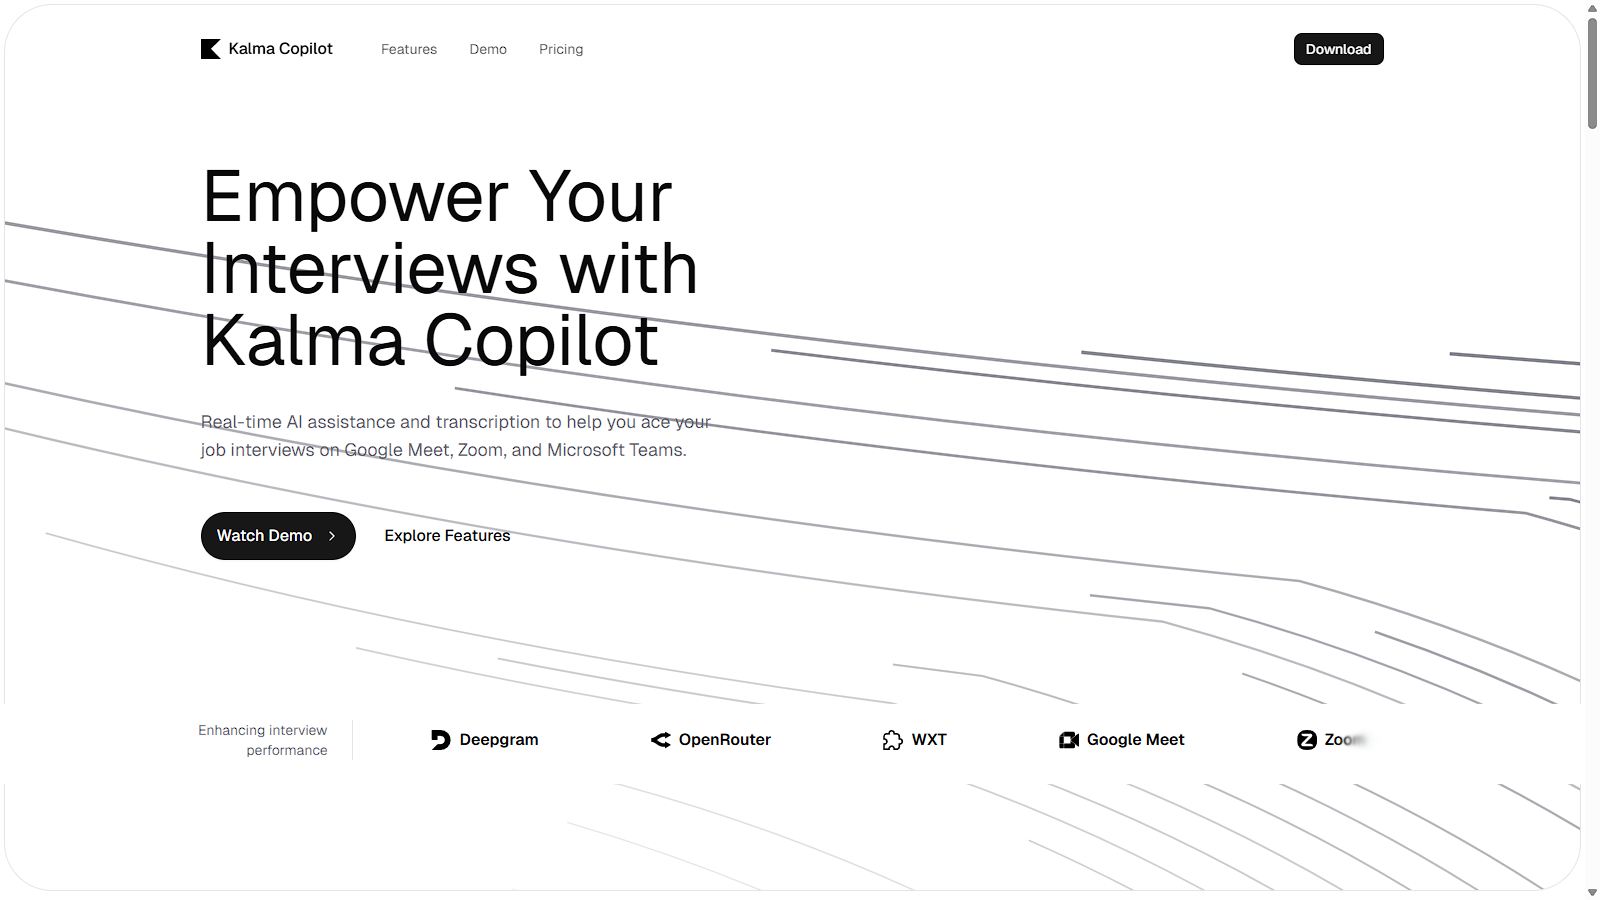 Kalma Copilot
Features
Demo
Pricing
Download
Empower Your
Interviews with
Kalma Copilot
Real-time AI assistance and transcription to help you ace your
job interviews on Google Meet, Zoom, and Microsoft Teams.
Watch Demo
Explore Features
Enhancing interview
performance
Deepgram
OpenRouter
WXT
Google Meet
Zoom